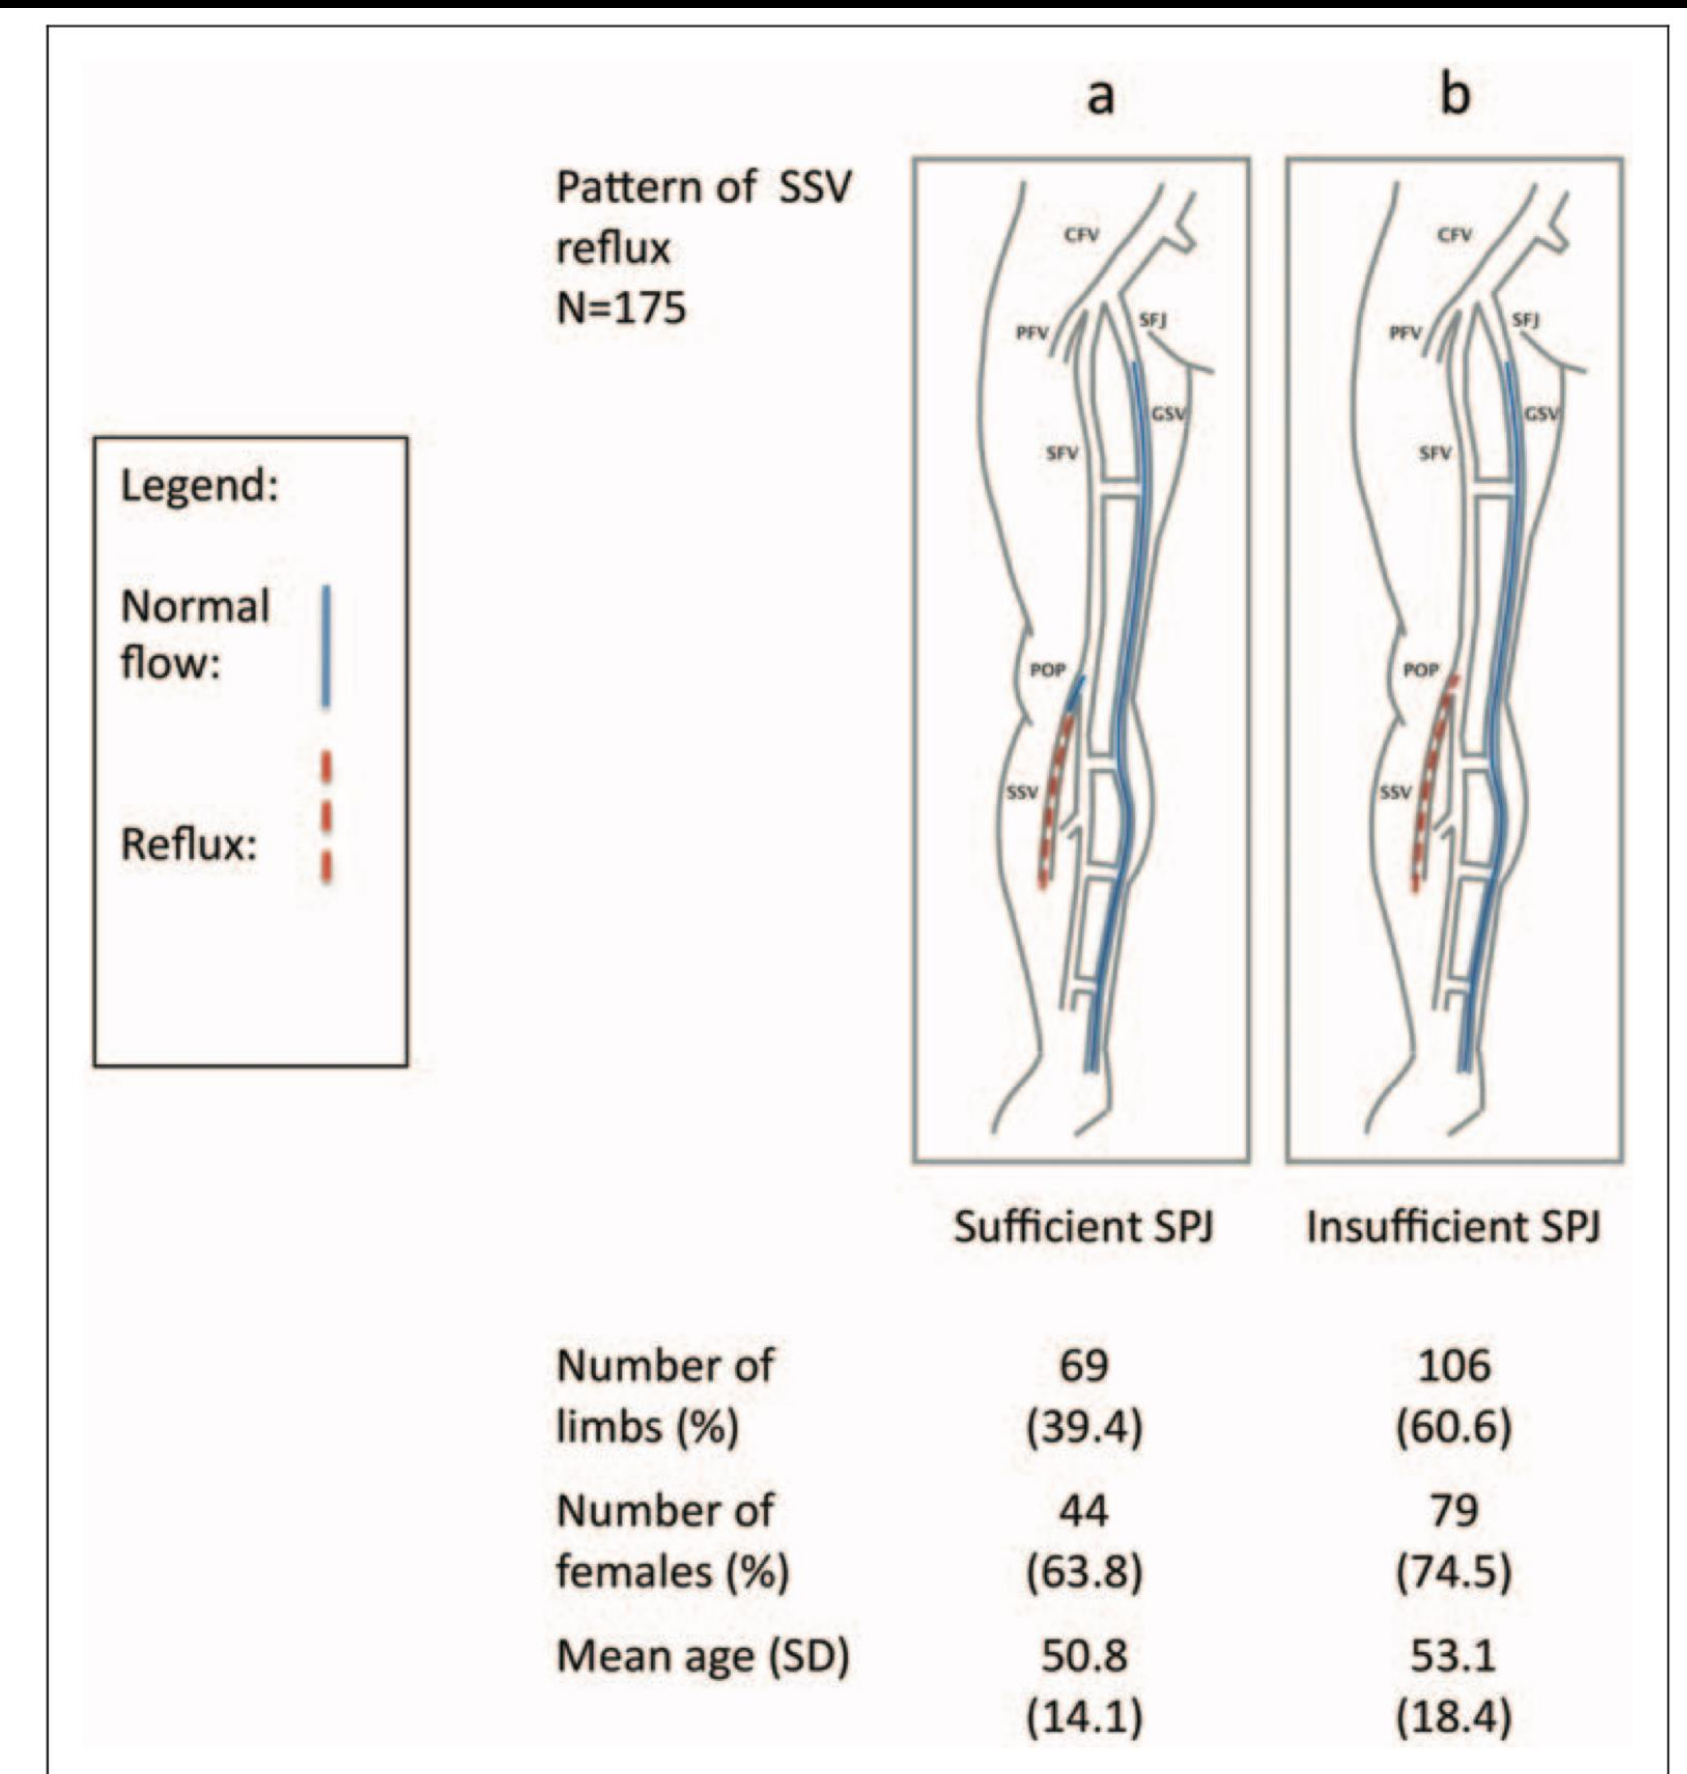 a
b
Pattern of SSV
reflux
N=175
Legend:
Normal
flow:
Reflux:
CFV
PFV
SFJ
GSV
SFV
POP
SSV
CFV
PFV
SFJ
GSV
SFV
POP
SSV
Sufficient SPJ
Insufficient SPJ
Number of
limbs (%)
69
(39.4)
106
(60.6)
Number of
females (%)
44
(63.8)
79
(74.5)
Mean age (SD)
50.8
(14.1)
53.1
(18.4)